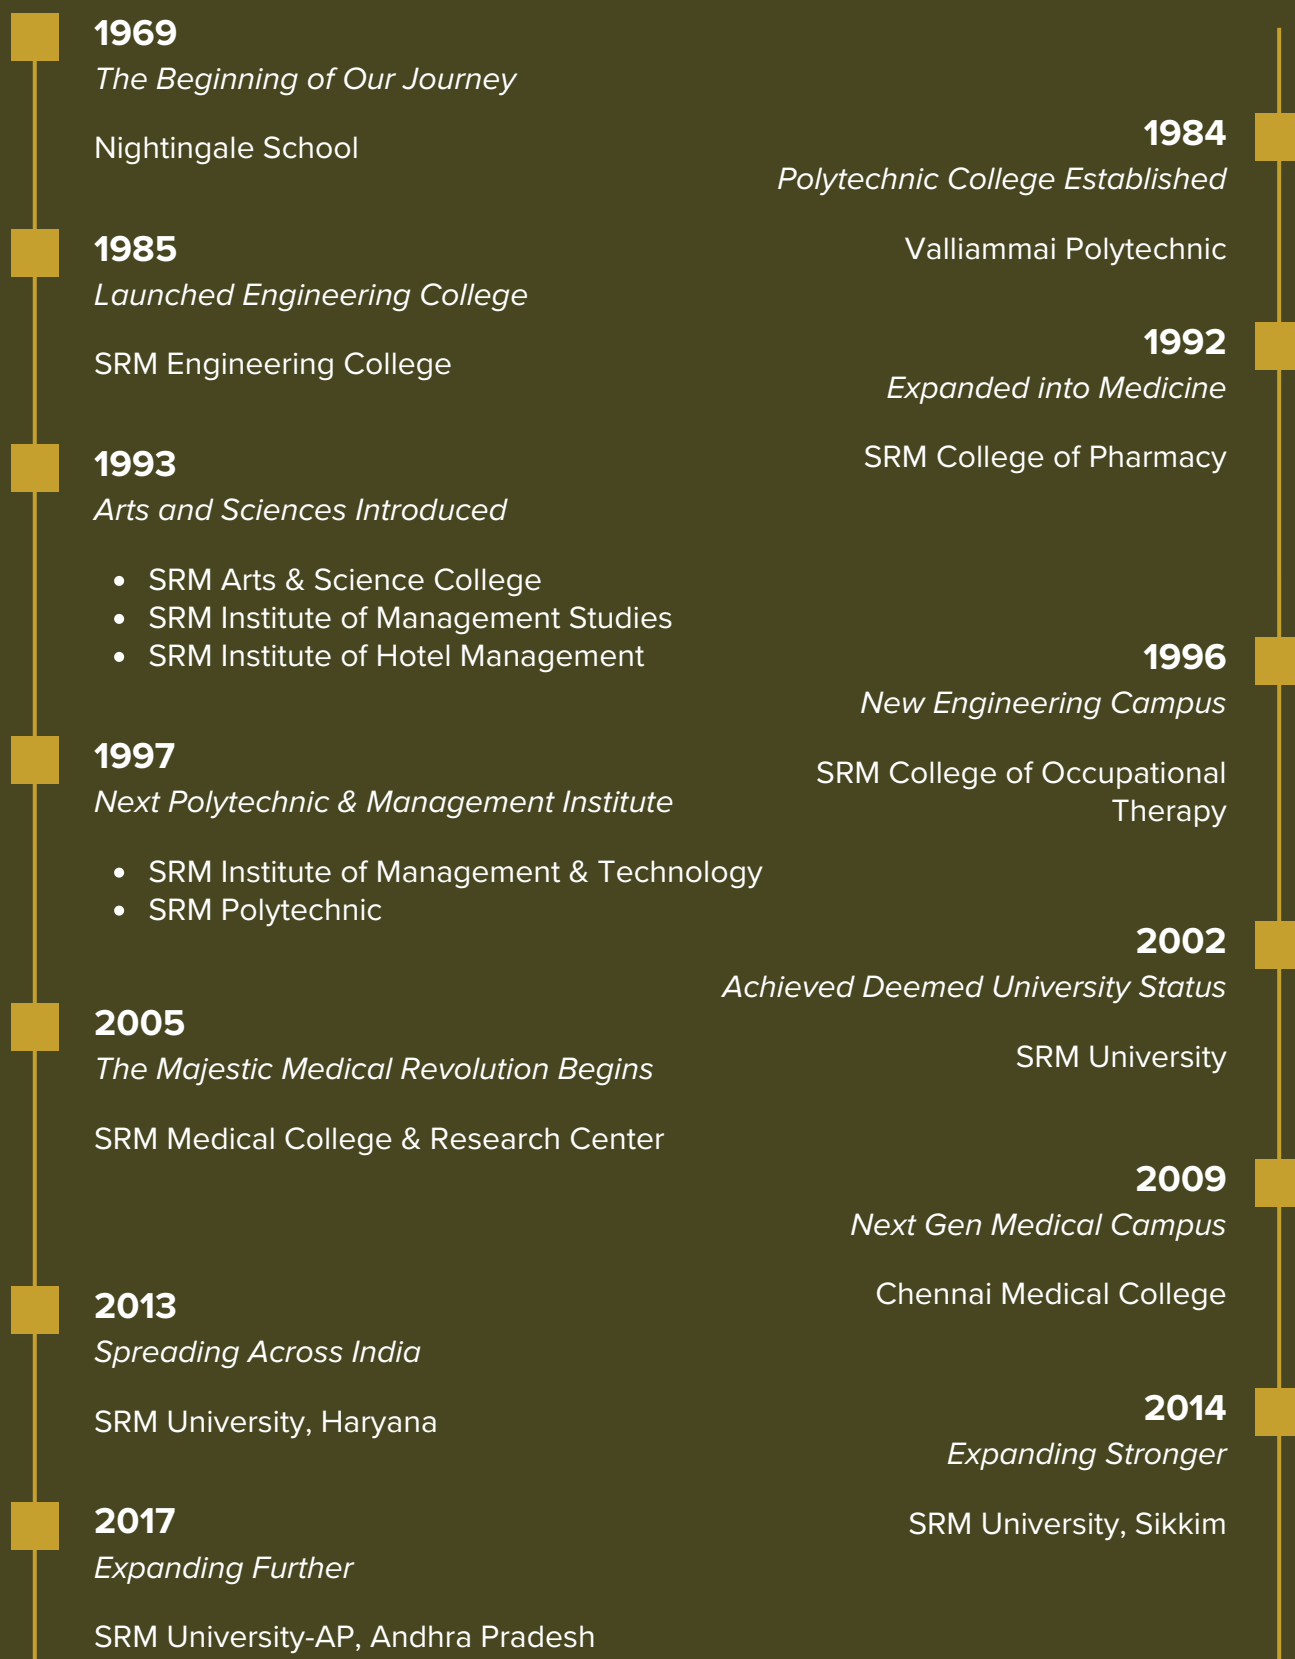 1969
The Beginning of Our Journey
Nightingale School
1984
Polytechnic College Established
Valliammai Polytechnic
1985
Launched Engineering College
SRM Engineering College
1992
Expanded into Medicine
SRM College of Pharmacy
1993
Arts and Sciences Introduced
• SRM Arts & Science College
• SRM Institute of Management Studies
• SRM Institute of Hotel Management
1996
New Engineering Campus
SRM College of Occupational
Therapy
1997
Next Polytechnic & Management Institute
• SRM Institute of Management & Technology
• SRM Polytechnic
2002
Achieved Deemed University Status
SRM University
2005
The Majestic Medical Revolution Begins
SRM Medical College & Research Center
2009
Next Gen Medical Campus
Chennai Medical College
2013
Spreading Across India
SRM University, Haryana
2014
Expanding Stronger
SRM University, Sikkim
2017
Expanding Further
SRM University-AP, Andhra Pradesh